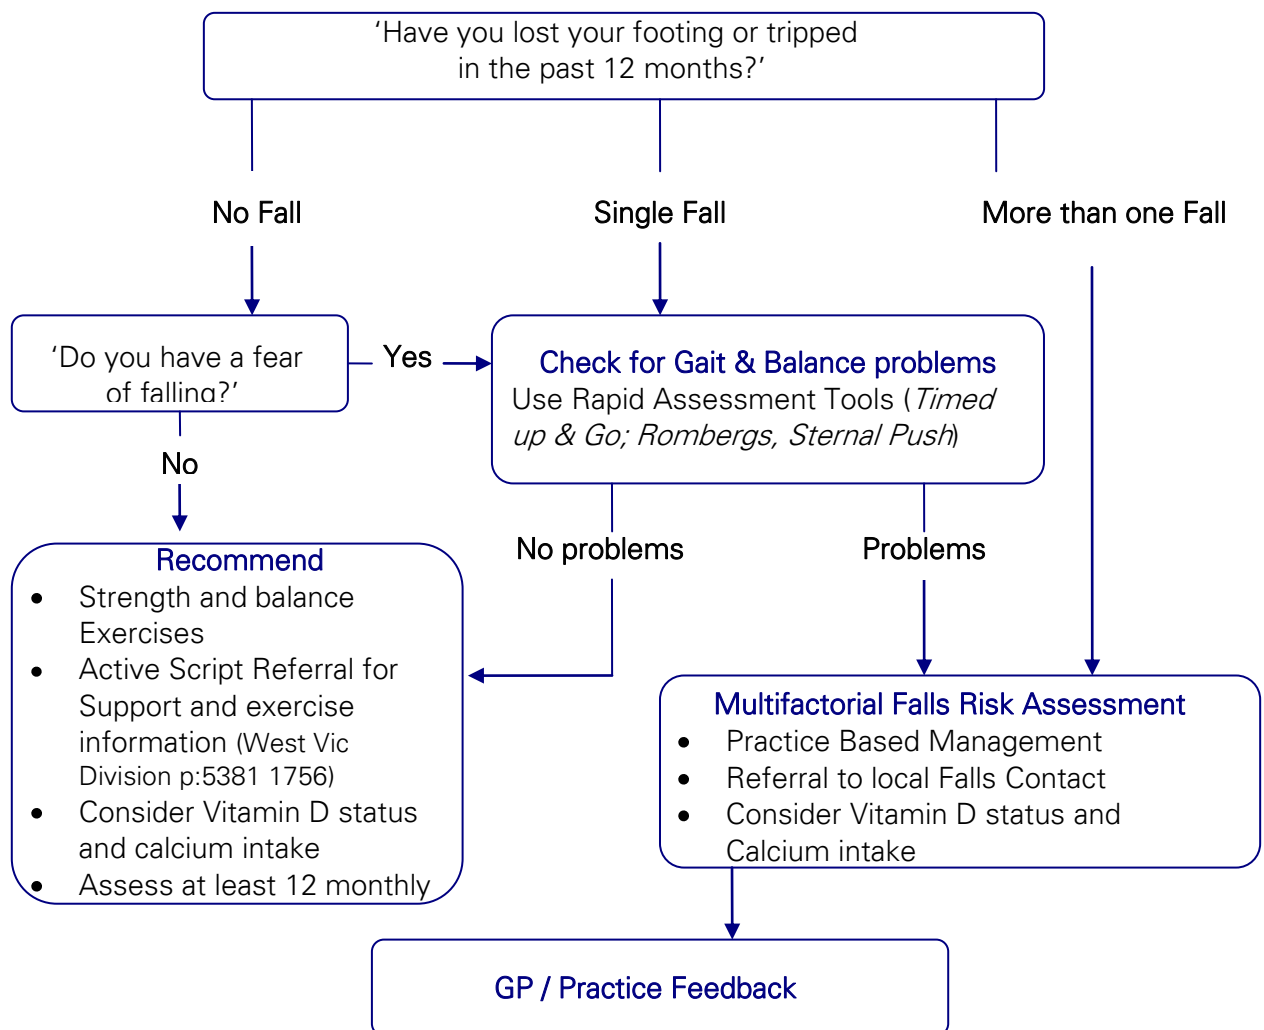 ‘Have you lost your footing or tripped
in the past 12 months?’
No Fall
Single Fall
More than one Fall
‘Do you have a fear
of falling?’
Yes
Check for Gait & Balance problems
Use Rapid Assessment Tools (Timed
up & Go; Rombergs, Sternal Push)
No
No problems
Problems
Recommend
• Strength and balance
Exercises
• Active Script Referral for
Support and exercise
information (West Vic
Division p:5381 1756)
• Consider Vitamin D status
and calcium intake
• Assess at least 12 monthly
Multifactorial Falls Risk Assessment
• Practice Based Management
• Referral to local Falls Contact
• Consider Vitamin D status and
Calcium intake
GP / Practice Feedback